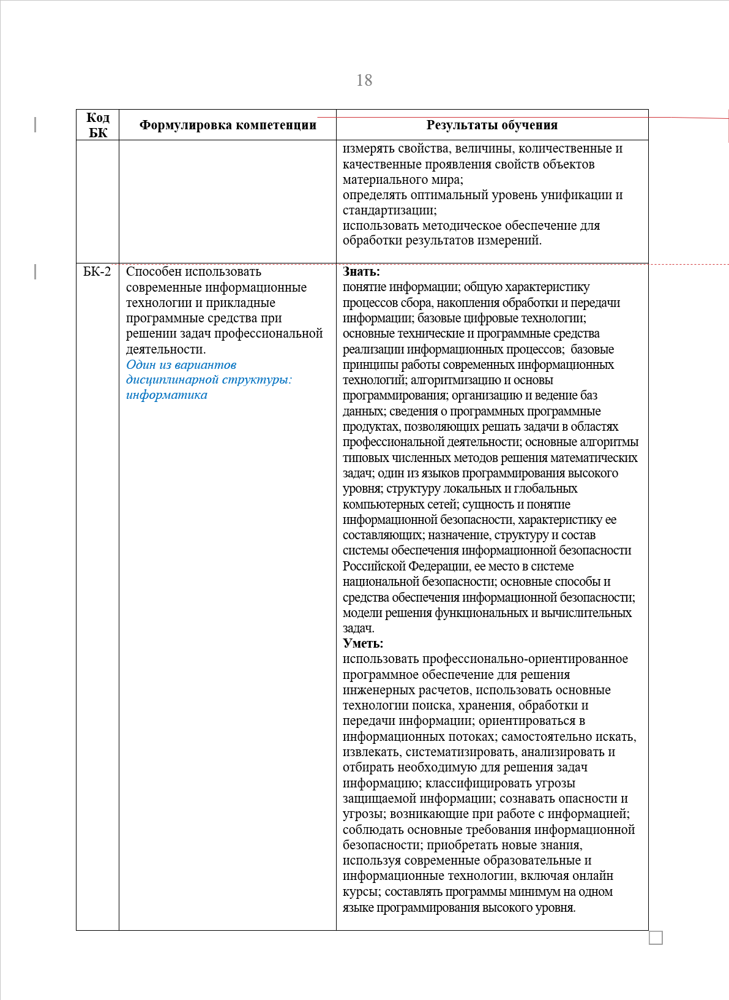 18
Код
БК
Формулировка компетенции
Результаты обучения
измерять свойства, величины, количественные и
качественные проявления свойств объектов
материального мира;
определять оптимальный уровень унификации и
стандартизации;
использовать методическое обеспечение для
обработки результатов измерений.
БК-2
Способен использовать
современные информационные
технологии и прикладные
программные средства при
решении задач профессиональной
деятельности.
Один из вариантов
дисциплинарной структуры:
информатика
Знать:
понятие информации; общую характеристику
процессов сбора, накопления обработки и передачи
информации; базовые цифровые технологии;
основные технические и программные средства
реализации информационных процессов;  базовые
принципы работы современных информационных
технологий; алгоритмизацию и основы
программирования; организацию и ведение баз
данных; сведения о программных программные
продуктах, позволяющих решать задачи в областях
профессиональной деятельности; основные алгоритмы
типовых численных методов решения математических
задач; один из языков программирования высокого
уровня; структуру локальных и глобальных
компьютерных сетей; сущность и понятие
информационной безопасности, характеристику ее
составляющих; назначение, структуру и состав
системы обеспечения информационной безопасности
Российской Федерации, ее место в системе
национальной безопасности; основные способы и
средства обеспечения информационной безопасности;
модели решения функциональных и вычислительных
задач.
Уметь:
использовать профессионально-ориентированное
программное обеспечение для решения
инженерных расчетов, использовать основные
технологии поиска, хранения, обработки и
передачи информации; ориентироваться в
информационных потоках; самостоятельно искать,
извлекать, систематизировать, анализировать и
отбирать необходимую для решения задач
информацию; классифицировать угрозы
защищаемой информации; сознавать опасности и
угрозы; возникающие при работе с информацией;
соблюдать основные требования информационной
безопасности; приобретать новые знания,
используя современные образовательные и
информационные технологии, включая онлайн
курсы; составлять программы минимум на одном
языке программирования высокого уровня.